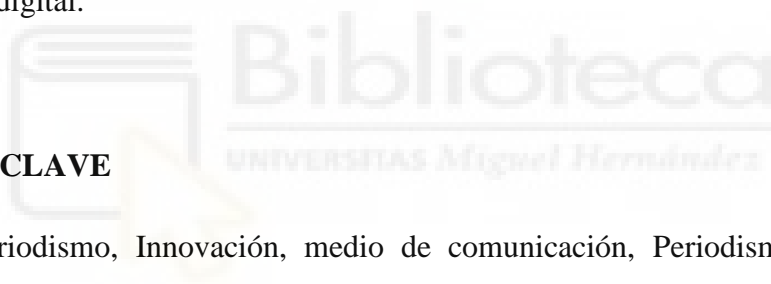 digital.
Biblioteca
UNIVERSITAS Miguel Hernández
CLAVE
riodismo, Innovación, medio de comunicación, Periodism